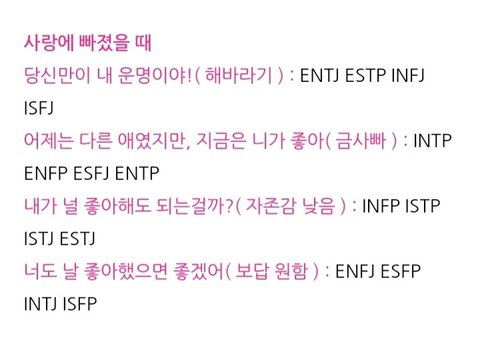 사랑에 빠졌을 때
당신만이 내 운명이야!( 해바라기 ) : ENTJ ESTP INFJ
ISFJ
어제는 다른 애였지만, 지금은 니가 좋아( 금사빠 ) : INTP
ENFP ESFJ ENTP
내가 널 좋아해도 되는걸까?( 자존감 낮음 ) : INFP ISTP
ISTJ ESTJ
너도 날 좋아했으면 좋겠어( 보답 원함 ) : ENFJ ESFP
INTJ ISFP